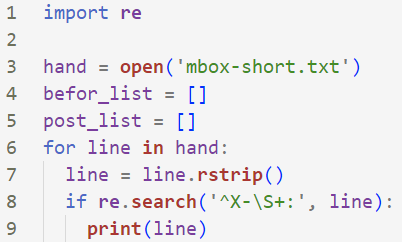 1 import re
2
3 hand = open('mbox-short.txt')
4 befor_list = []
5 post_list = []
6 for line in hand:
7   line = line.rstrip()
8   if re.search('^X-\S+:', line):
9     print(line)